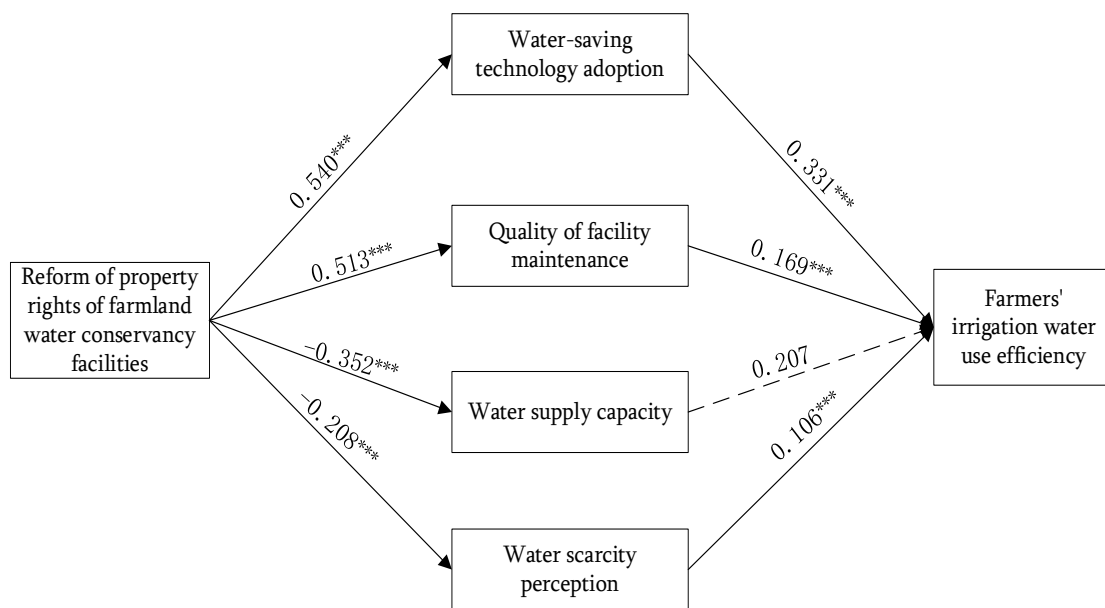 Water-saving
technology adoption
0.540***
0.331***
Quality of facility
maintenance
0.513***
0.169***
Reform of property
rights of farmland
water conservancy
facilities
Farmers'
irrigation water
use efficiency
-0.352***
0.207
Water supply capacity
-0.208***
0.106***
Water scarcity
perception